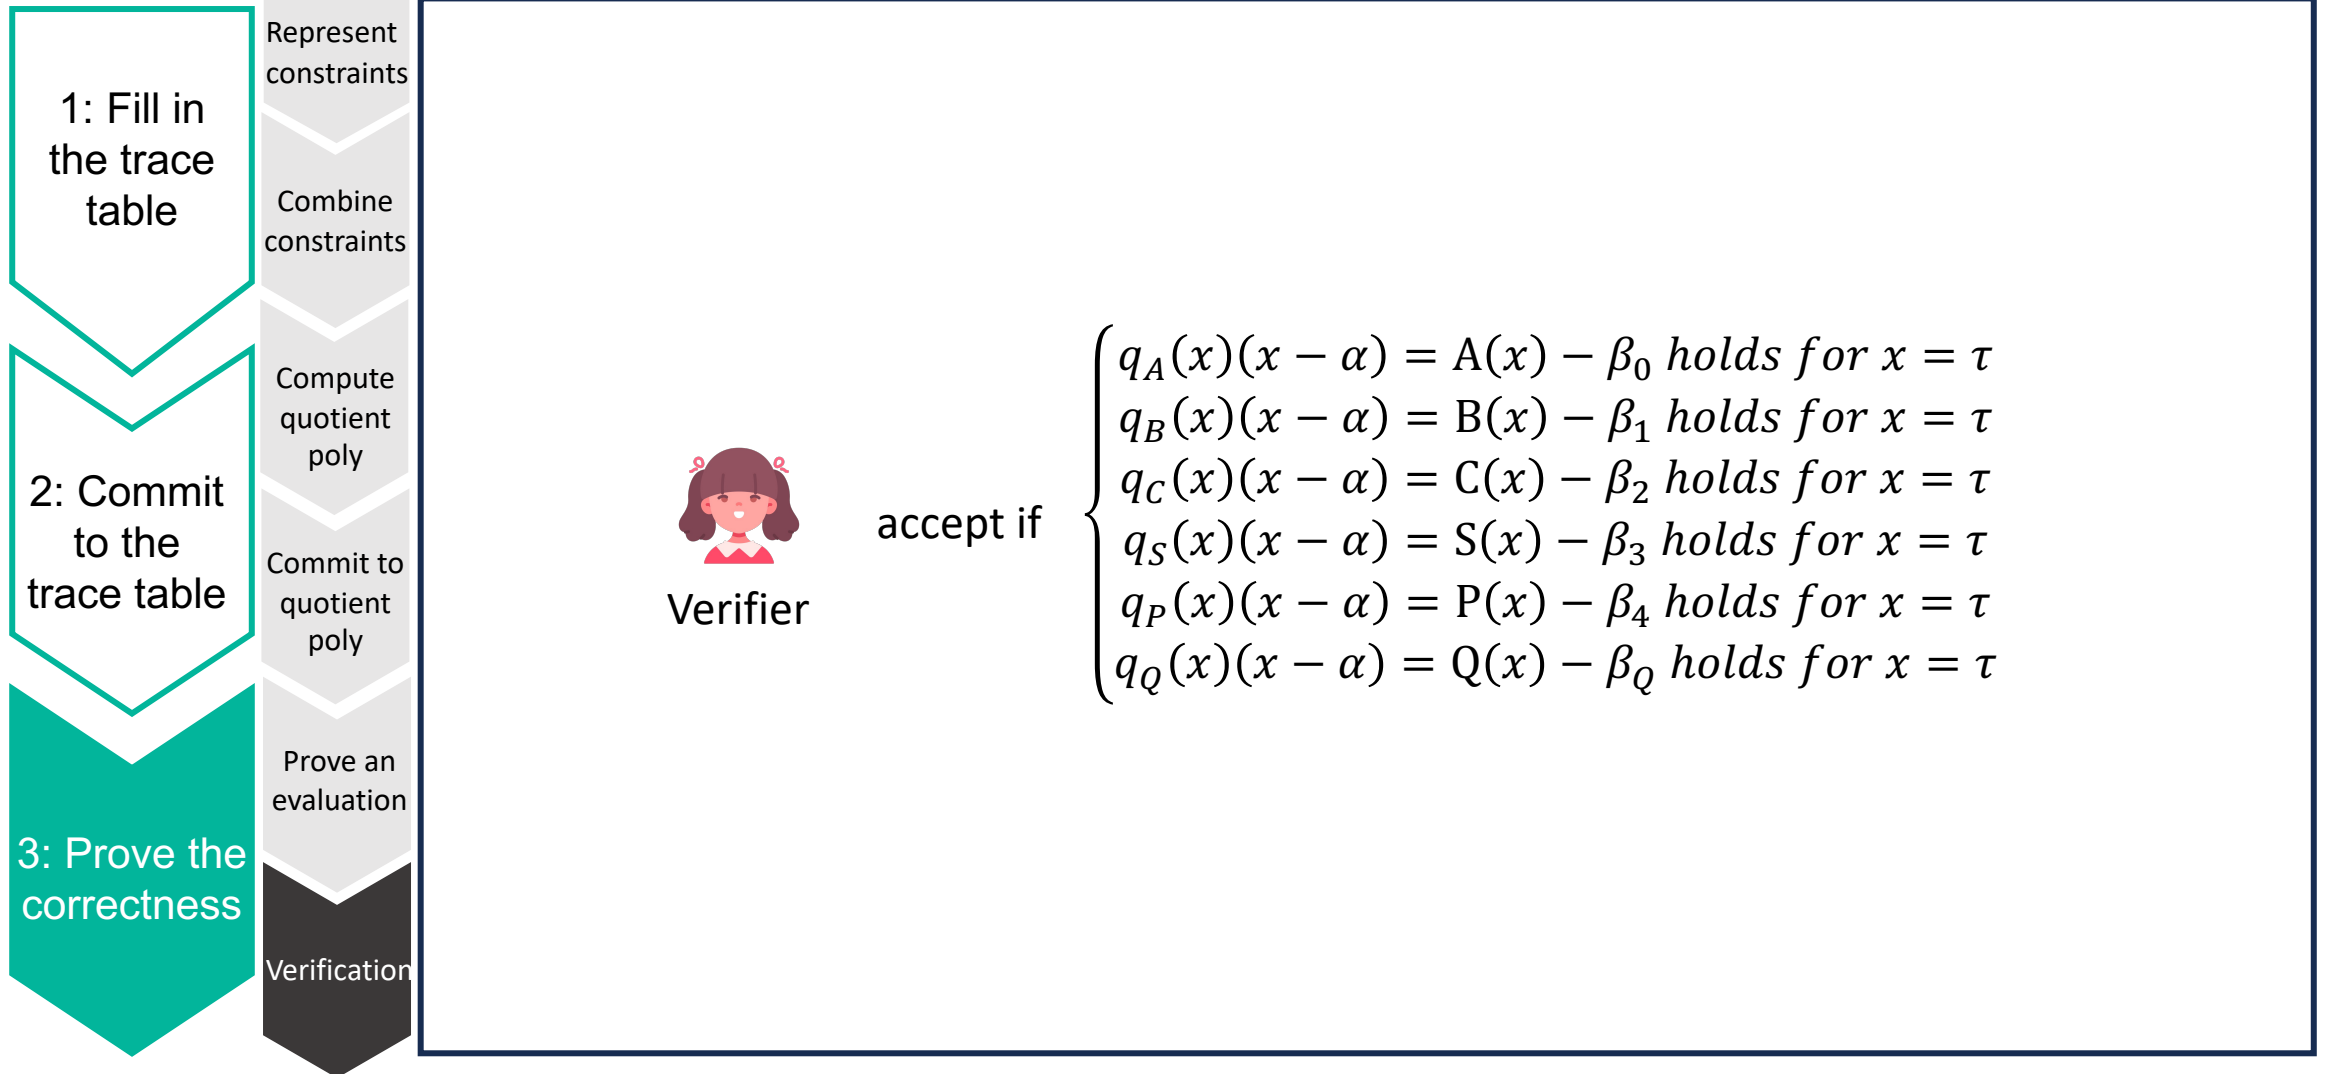 1: Fill in
the trace
table
2: Commit
to the
trace table
3: Prove the
correctness
Represent
constraints
Combine
constraints
Compute
quotient
poly
Commit to
quotient
poly
Prove an
evaluation
Verification
Verifier
accept if
q_A(x)(x − α) = A(x) − β_0 holds for x = τ
q_B(x)(x − α) = B(x) − β_1 holds for x = τ
q_C(x)(x − α) = C(x) − β_2 holds for x = τ
q_S(x)(x − α) = S(x) − β_3 holds for x = τ
q_P(x)(x − α) = P(x) − β_4 holds for x = τ
q_Q(x)(x − α) = Q(x) − β_Q holds for x = τ